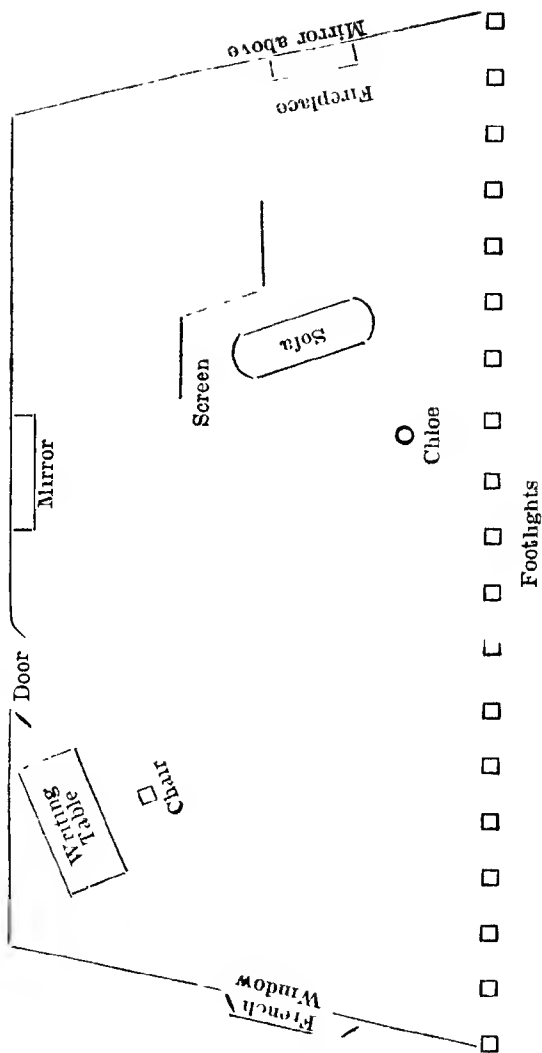 Mirror above
Fireplace
Screen
Sofa
Mirror
Chloe
Door
Footlights
Writing
Table
Chair
French
Window